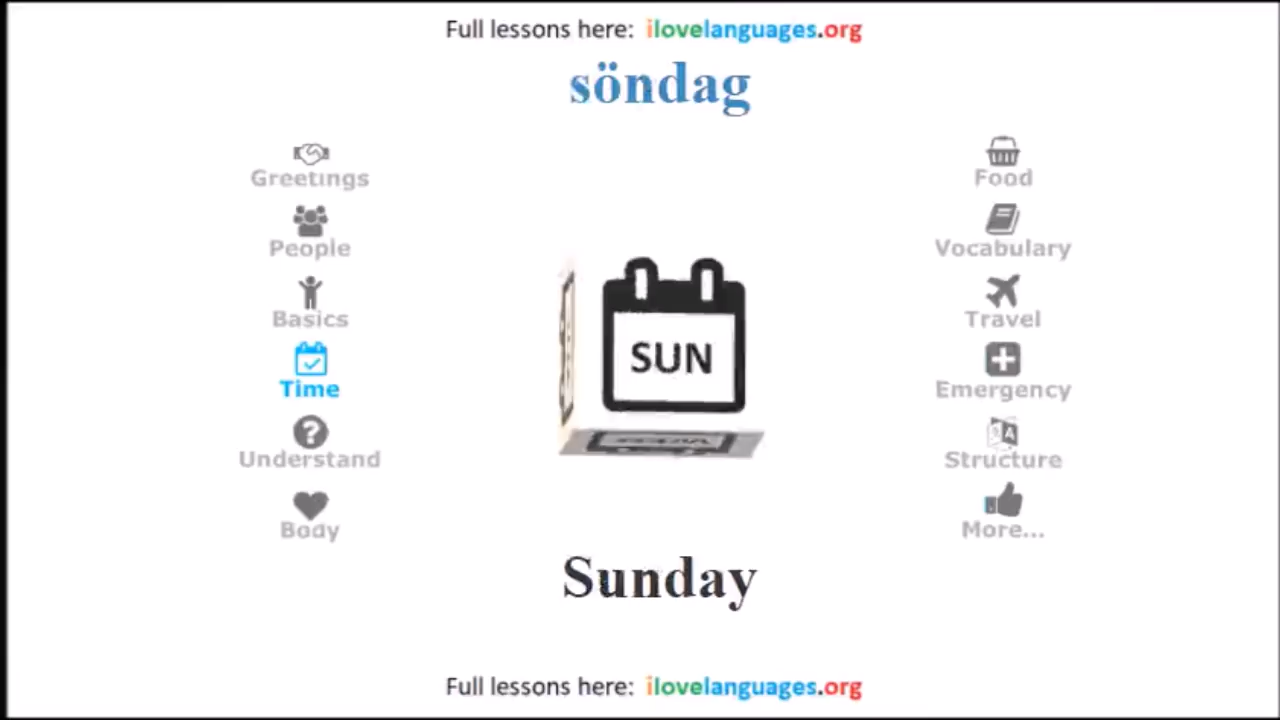 Full lessons here: ilovelanguages.org
söndag
Greetings
People
Basics
Time
Understand
Body
SUN
Food
Vocabulary
Travel
Emergency
Structure
More...
Sunday
Full lessons here: ilovelanguages.org